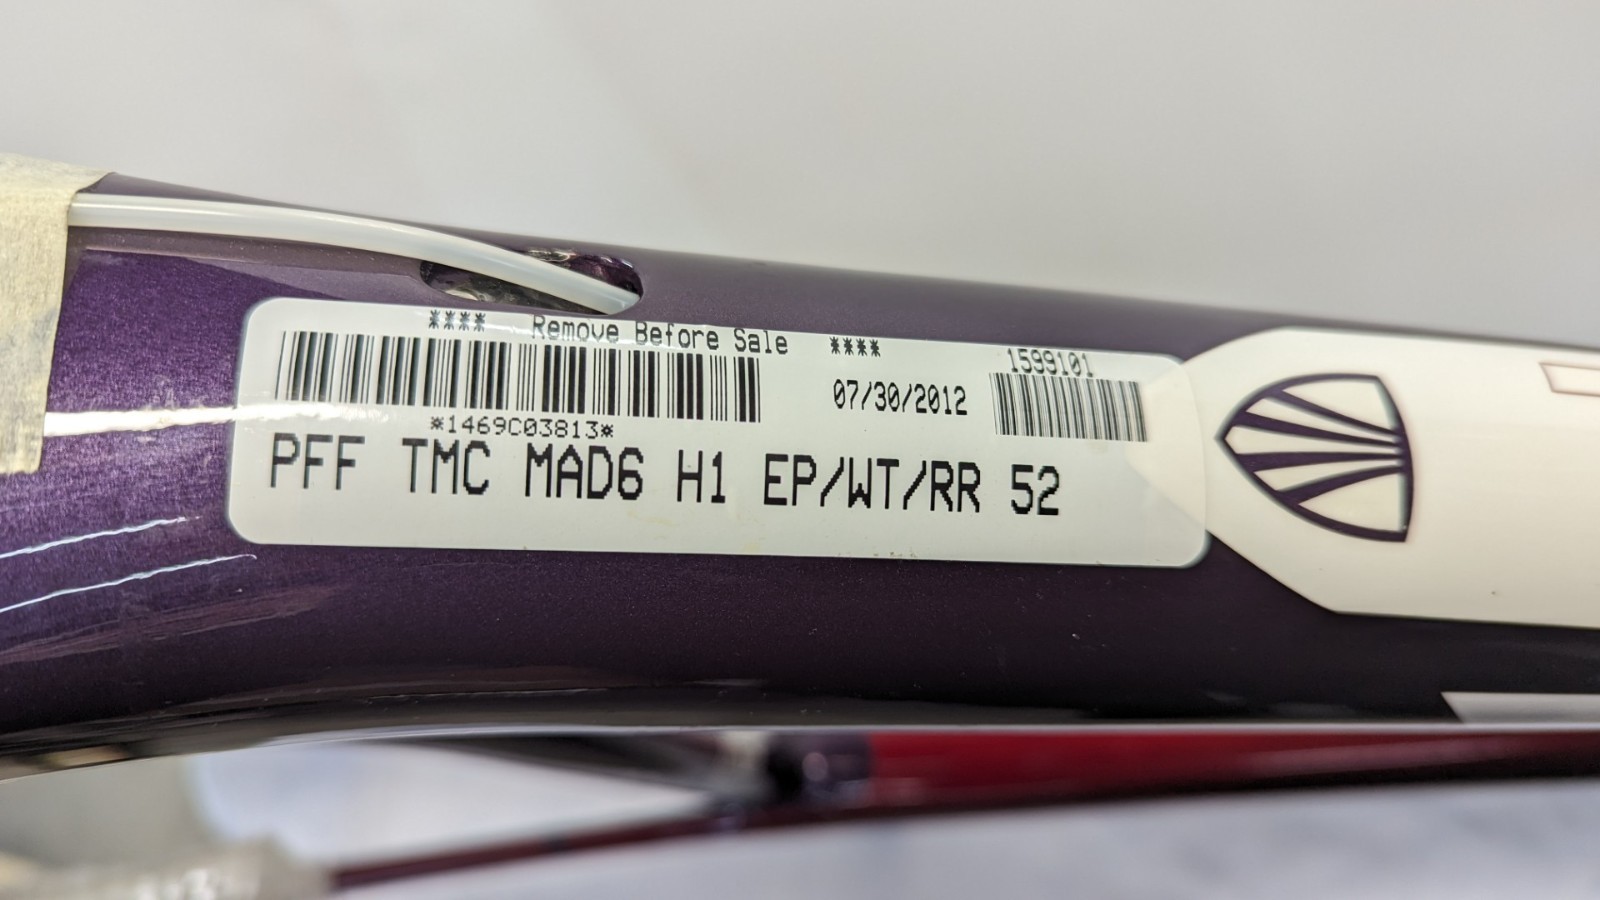 **** Remove Before Sale ****
1599101
07/30/2012
*1469C03813*
PFF TMC MAD6 H1 EP/WT/RR 52